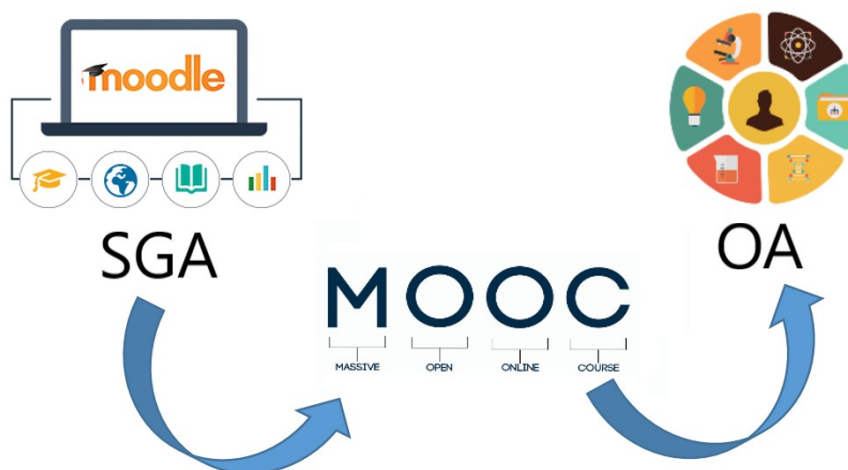 moodle
SGA
OA
MOOC
MASSIVE OPEN ONLINE COURSE